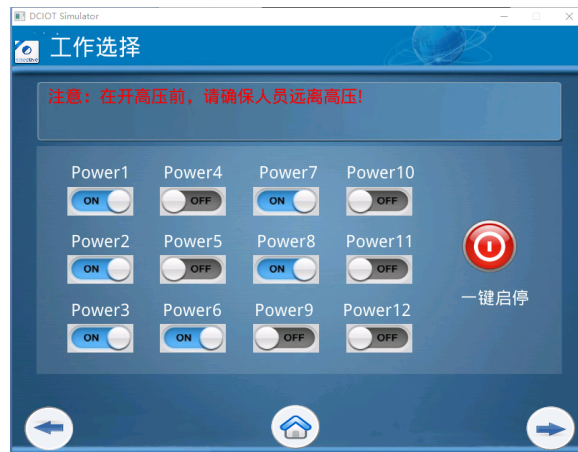 DCIOT Simulator
工作选择
注意：在开高压前，请确保人员远离高压!
Power1 Power4 Power7 Power10
ON OFF ON OFF
Power2 Power5 Power8 Power11
ON OFF ON OFF
一键启停
Power3 Power6 Power9 Power12
ON ON OFF OFF